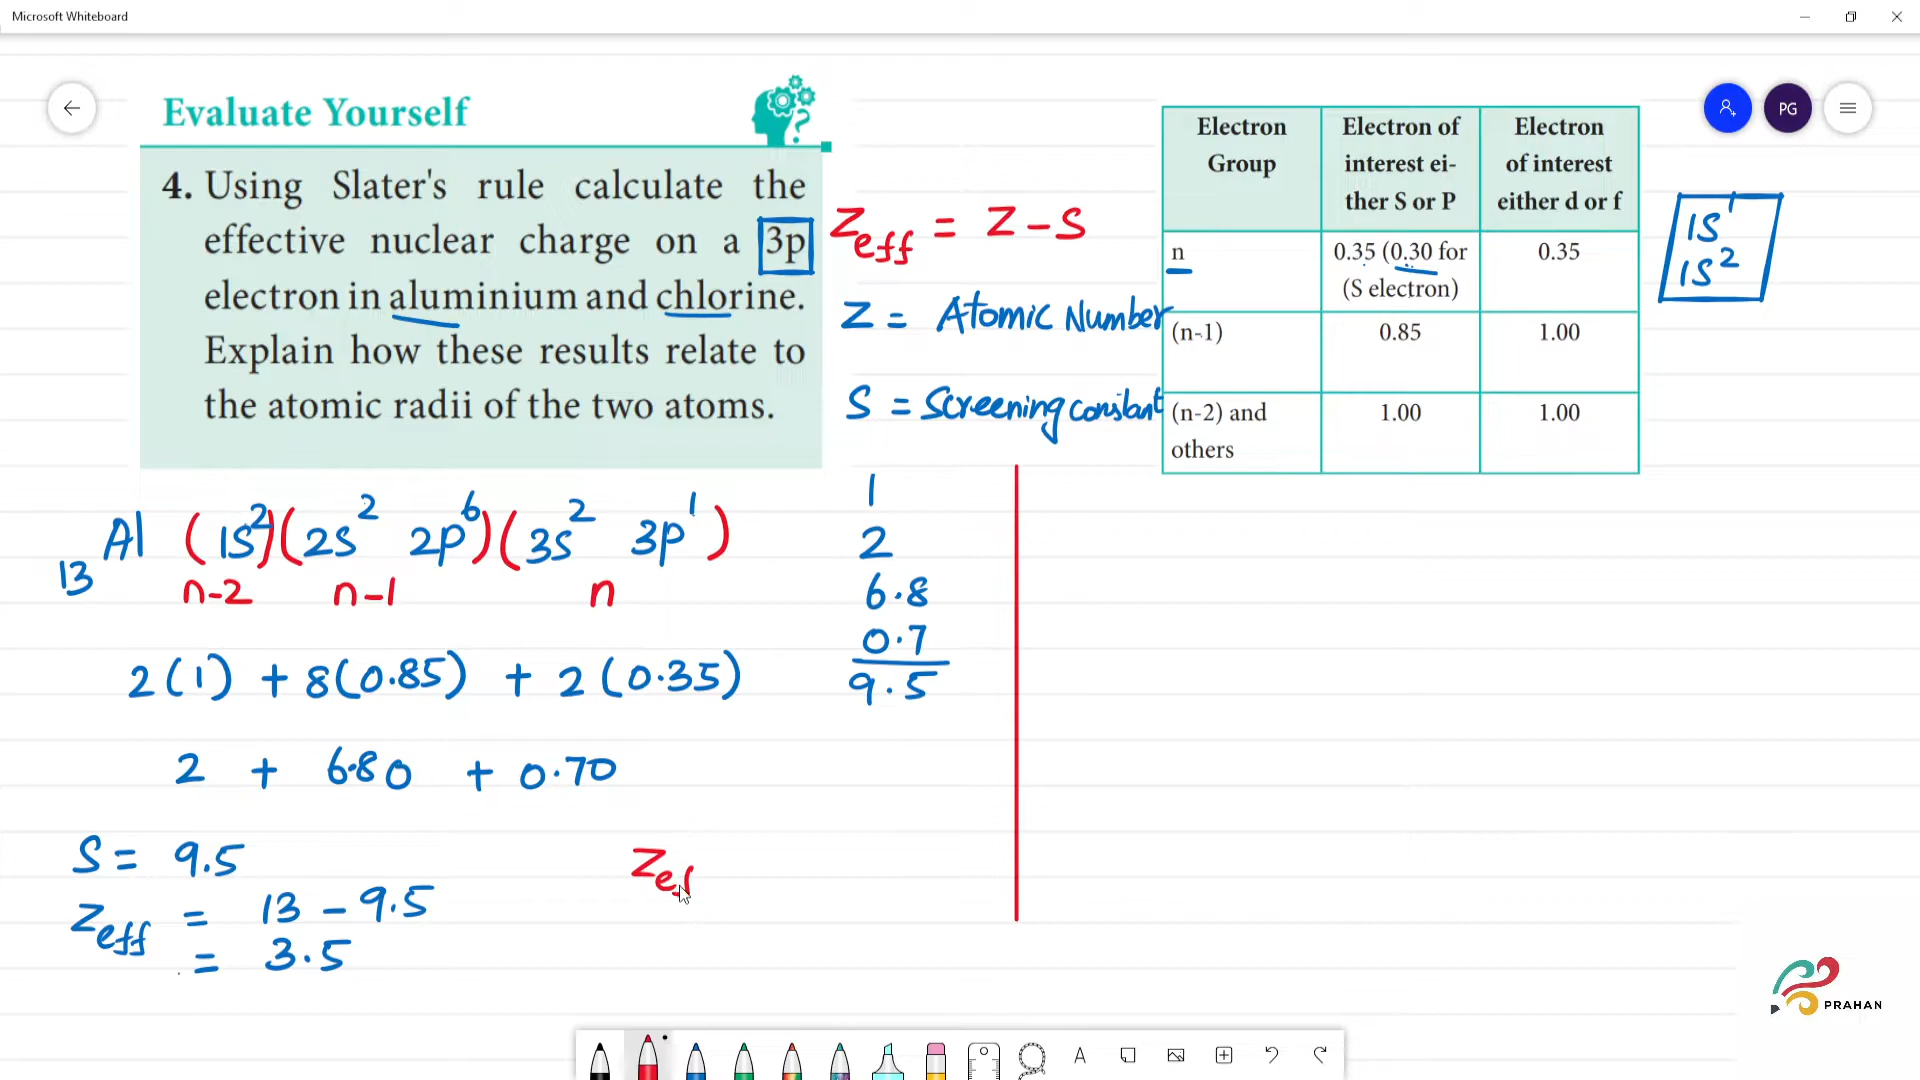 Microsoft Whiteboard
PG
Evaluate Yourself
4. Using Slater's rule calculate the
effective nuclear charge on a 3p
electron in aluminium and chlorine.
Explain how these results relate to
the atomic radii of the two atoms.
Zeff = Z - S
Z = Atomic Number
S = Screening constant
Electron Group | Electron of interest ei-ther S or P | Electron of interest either d or f
n | 0.35 (0.30 for (S electron) | 0.35
(n-1) | 0.85 | 1.00
(n-2) and others | 1.00 | 1.00
1S¹
1S²
13 Al (1S²)(2S² 2P⁶)(3S² 3P¹)
n-2 n-1 n
2(1) + 8(0.85) + 2(0.35)
2 + 6.80 + 0.70
1
2
6.8
0.7
9.5
S = 9.5
Zeff = 13 - 9.5
= 3.5
Zef
PRAHAN
A